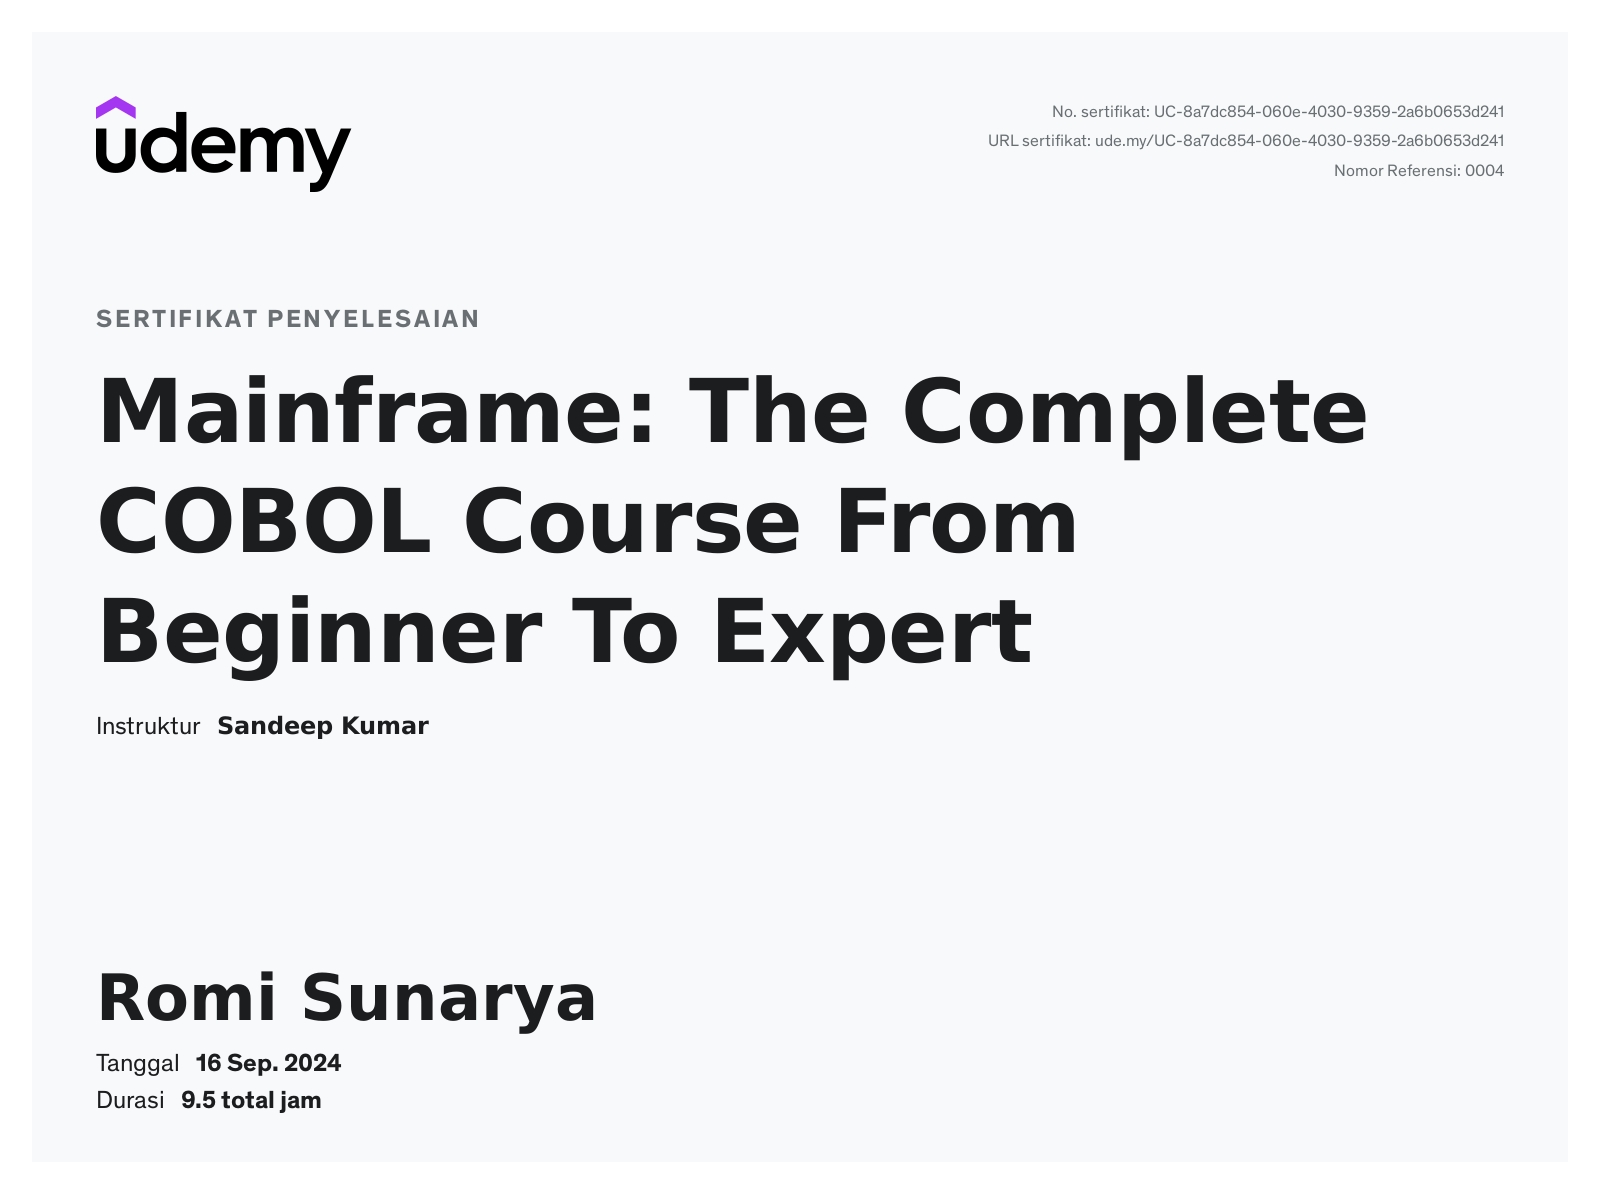 udemy
No. sertifikat: UC-8a7dc854-060e-4030-9359-2a6b0653d241
URL sertifikat: ude.my/UC-8a7dc854-060e-4030-9359-2a6b0653d241
Nomor Referensi: 0004
SERTIFIKAT PENYELESAIAN
Mainframe: The Complete
COBOL Course From
Beginner To Expert
Instruktur Sandeep Kumar
Romi Sunarya
Tanggal 16 Sep. 2024
Durasi 9.5 total jam